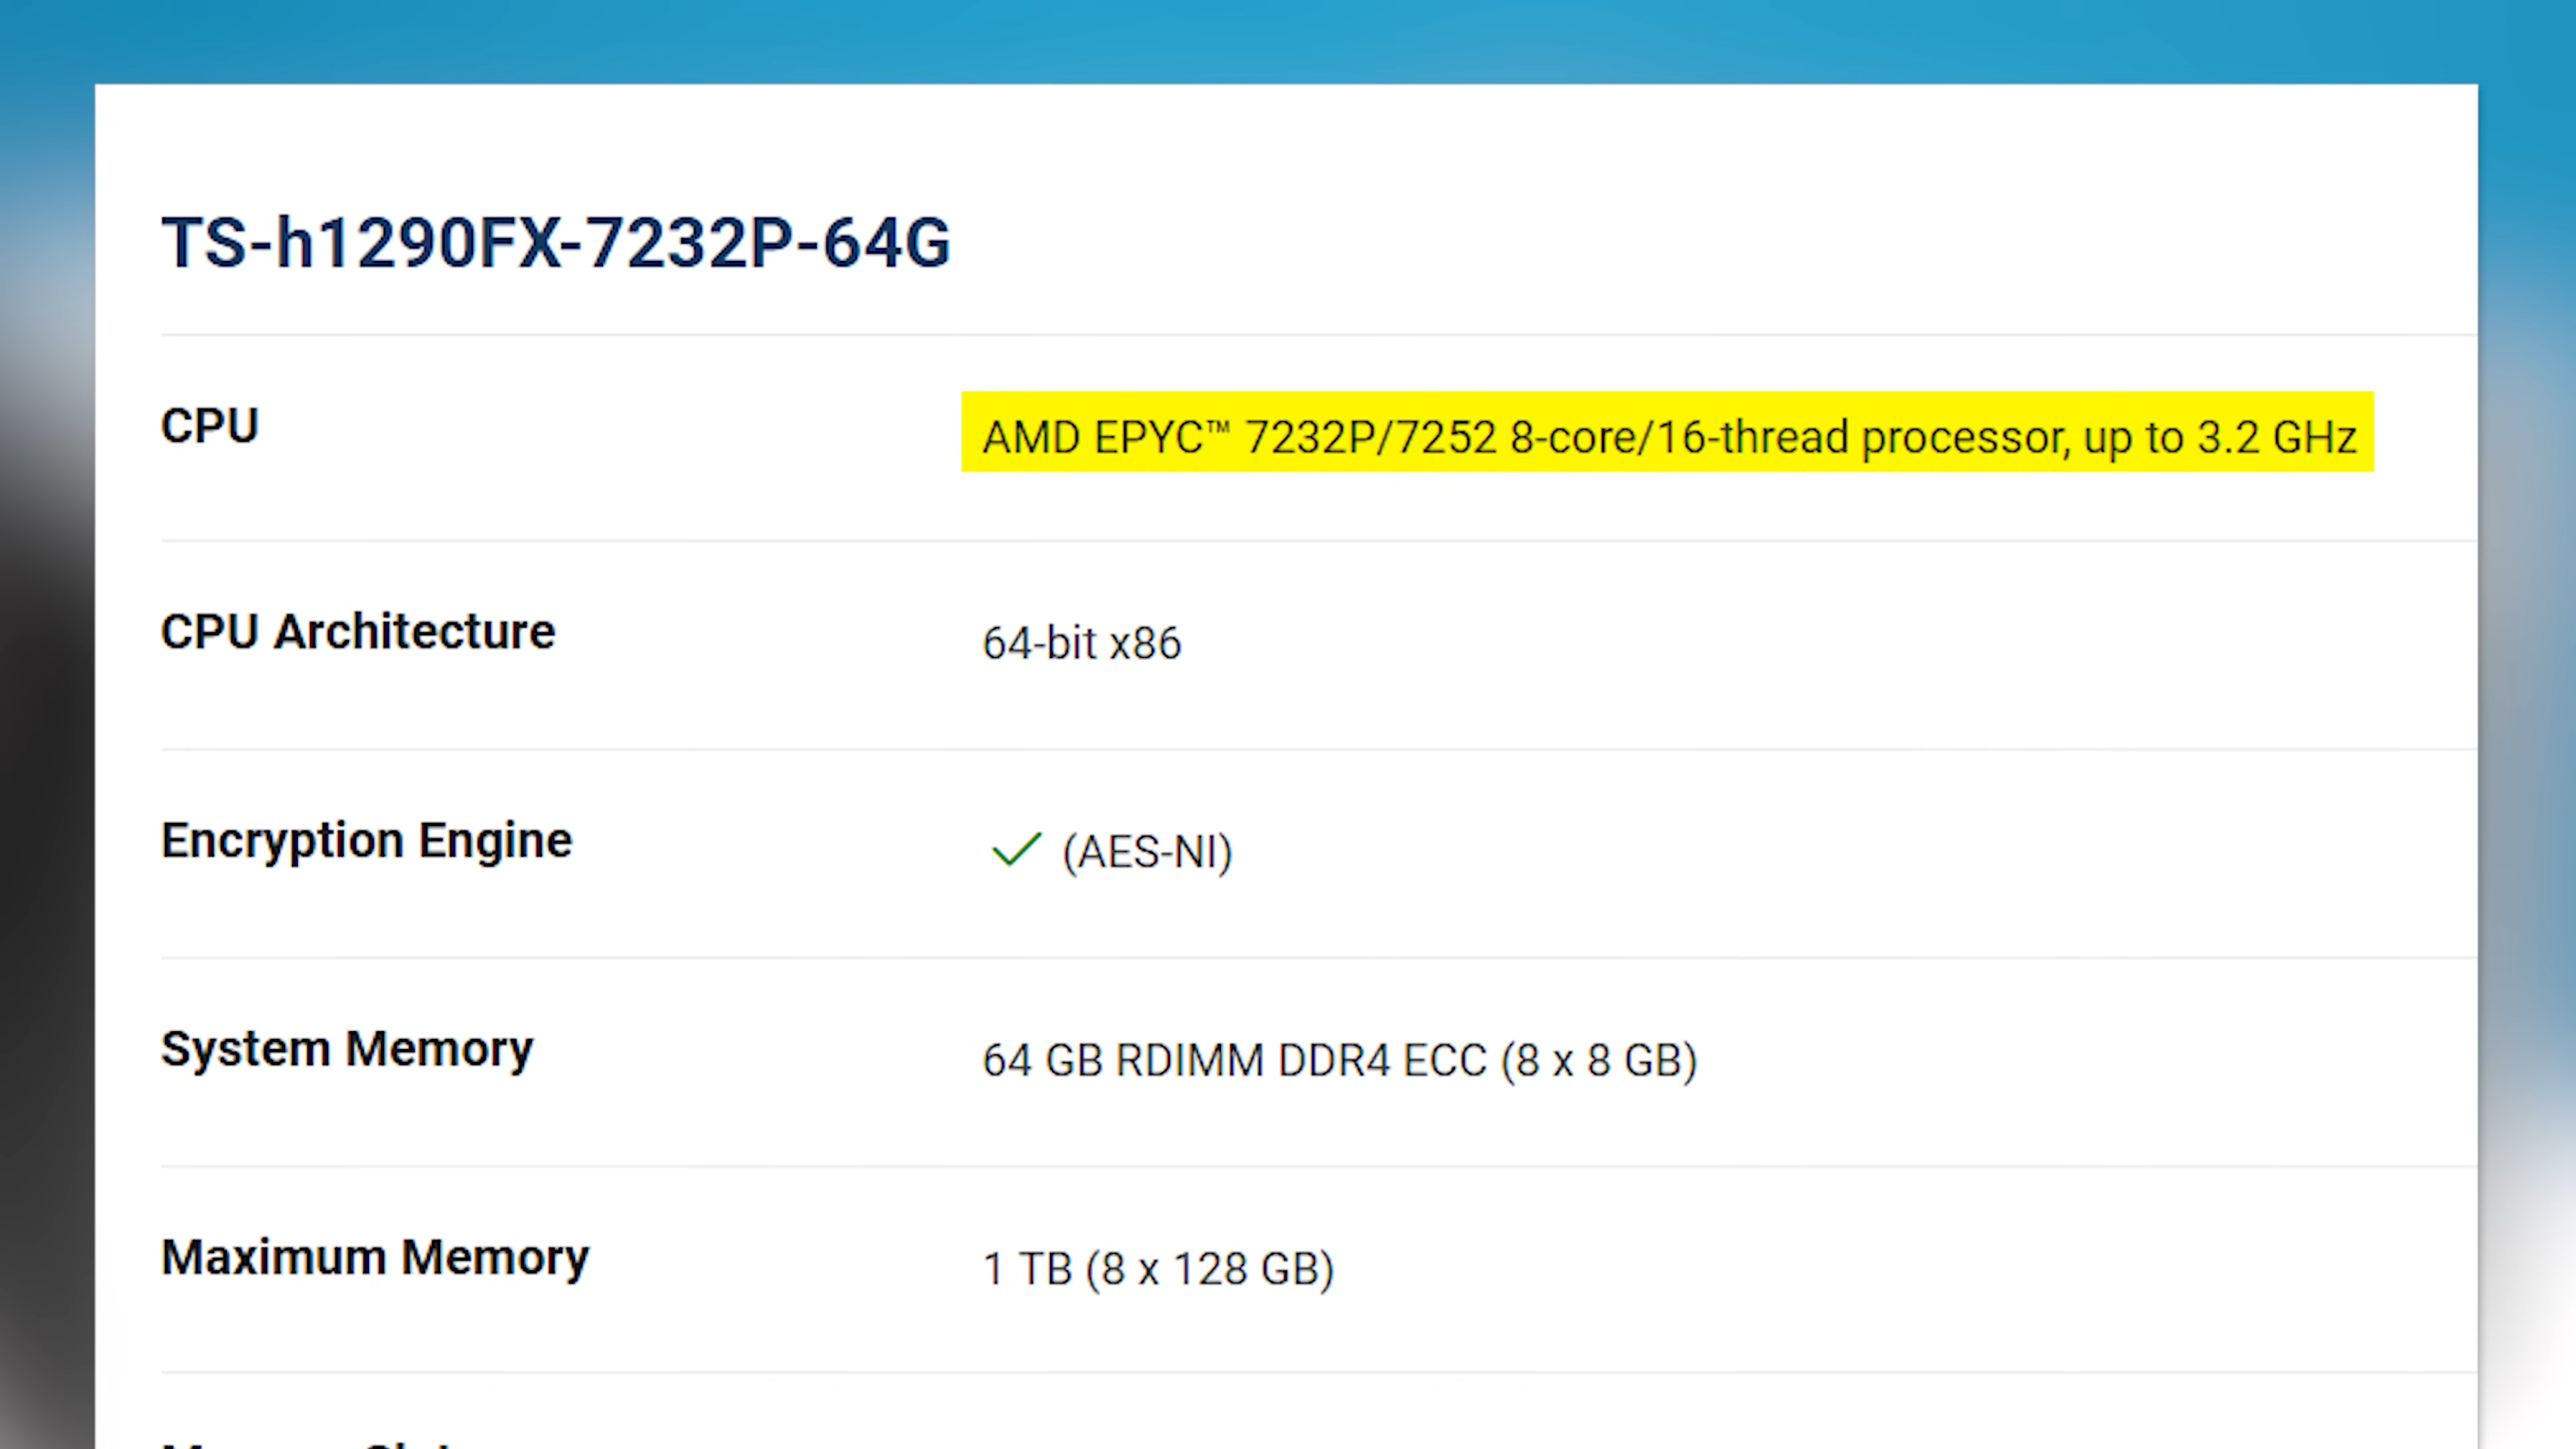 TS-h1290FX-7232P-64G
CPU
AMD EPYC™ 7232P/7252 8-core/16-thread processor, up to 3.2 GHz
CPU Architecture
64-bit x86
Encryption Engine
✓ (AES-NI)
System Memory
64 GB RDIMM DDR4 ECC (8 x 8 GB)
Maximum Memory
1 TB (8 x 128 GB)